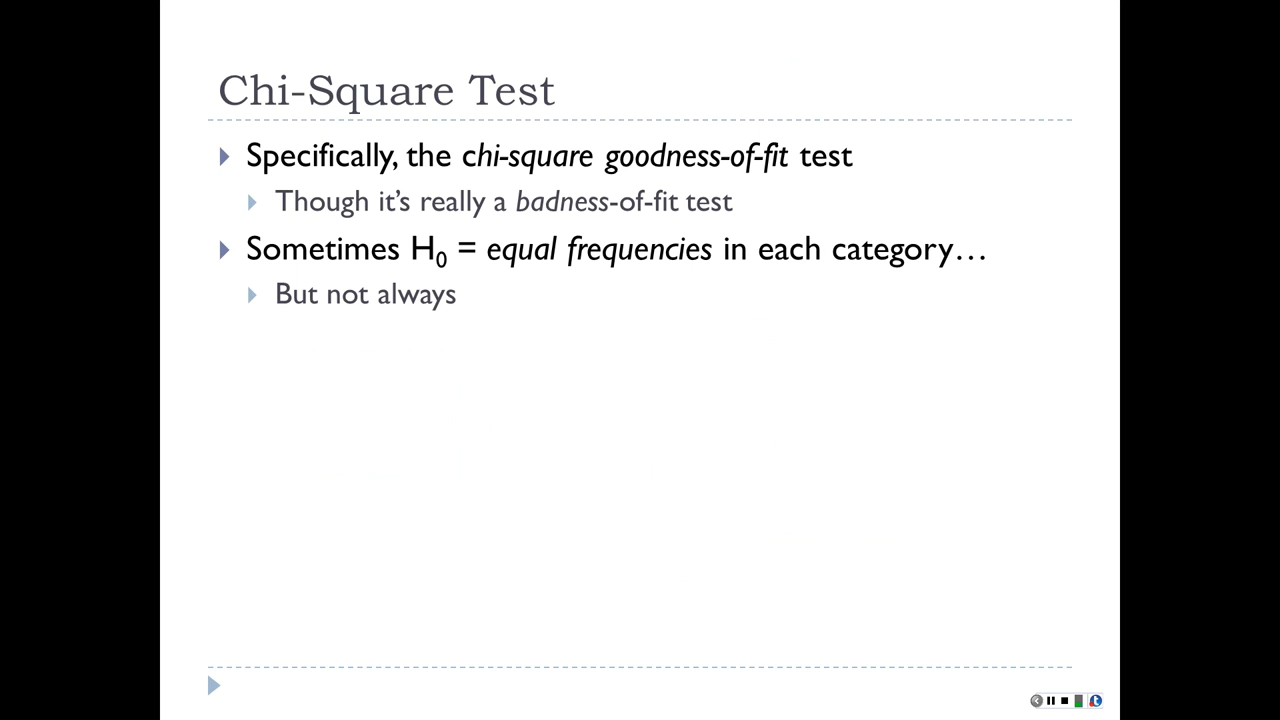 Chi-Square Test
Specifically, the chi-square goodness-of-fit test
Though it’s really a badness-of-fit test
Sometimes H0 = equal frequencies in each category…
But not always